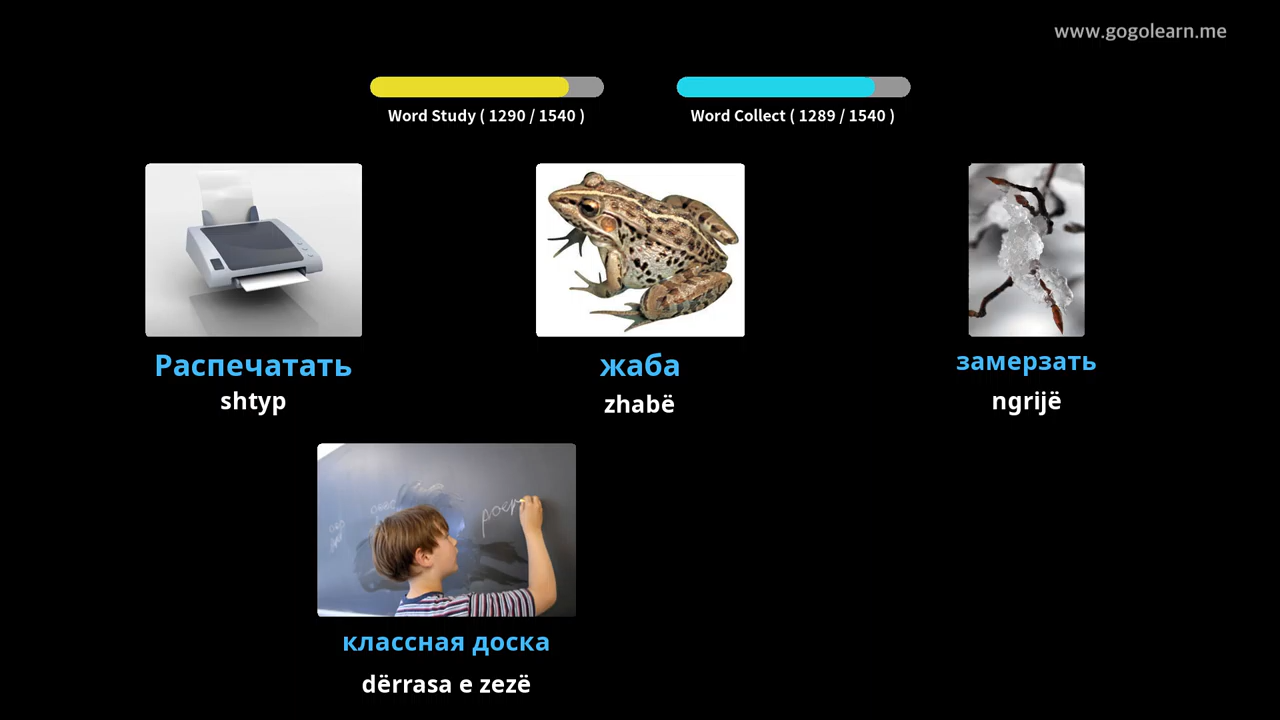 www.gogolearn.me
Word Study ( 1290 / 1540 )
Word Collect ( 1289 / 1540 )
Распечатать
shtyp
жаба
zhabë
замерзать
ngrijë
классная доска
dërrasa e zezë